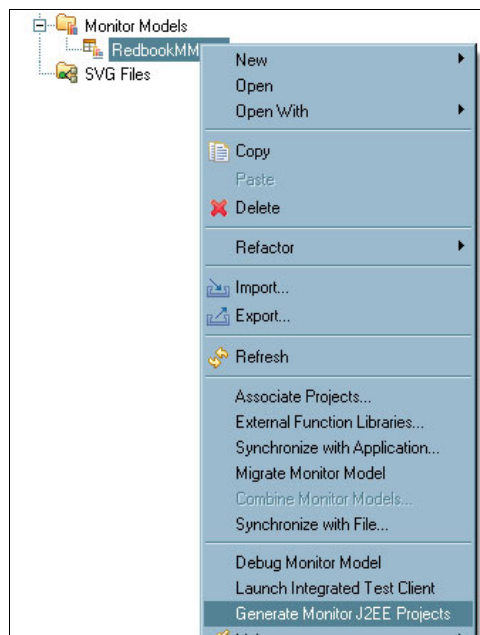 Monitor Models
RedbookMM
SVG Files
New
Open
Open With
Copy
Paste
Delete
Refactor
Import...
Export...
Refresh
Associate Projects...
External Function Libraries...
Synchronize with Application...
Migrate Monitor Model
Combine Monitor Models...
Synchronize with File...
Debug Monitor Model
Launch Integrated Test Client
Generate Monitor J2EE Projects